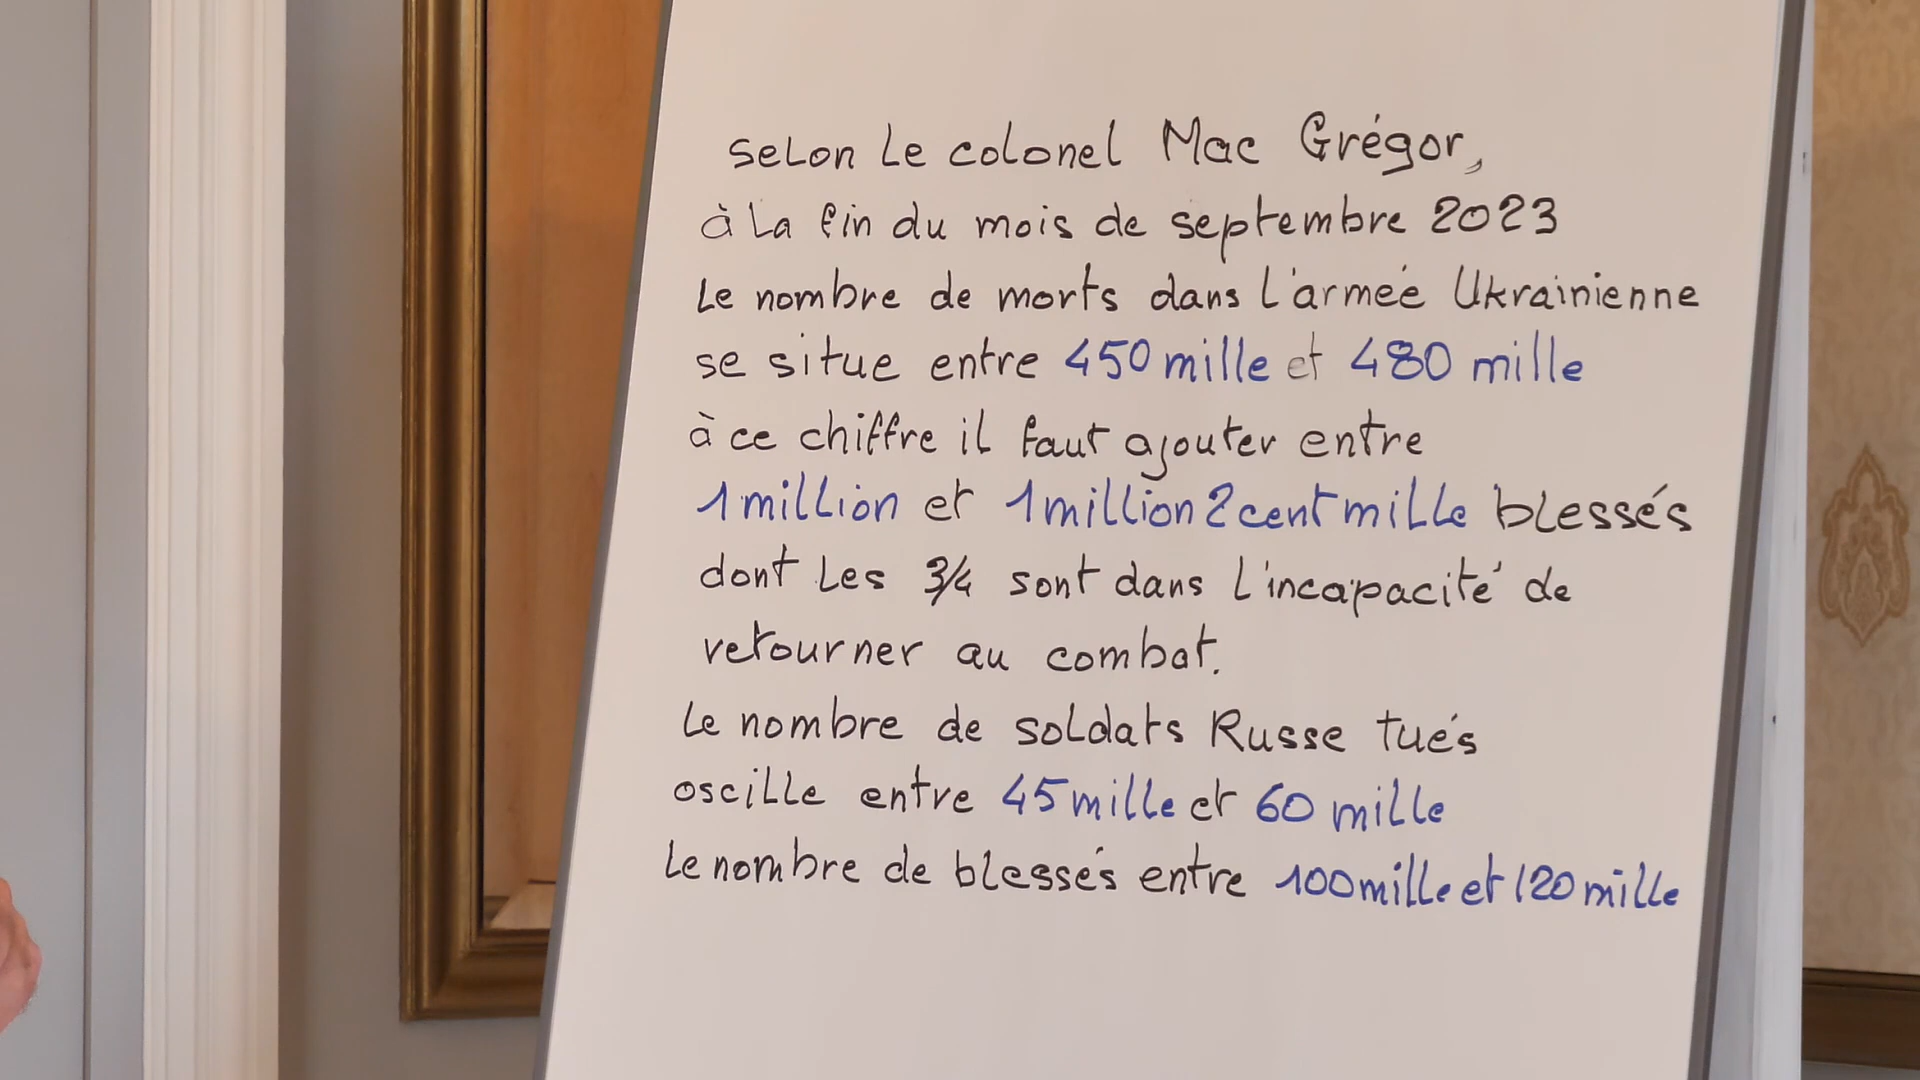 selon le colonel Mac Grégor,
à la fin du mois de septembre 2023
le nombre de morts dans l'armée Ukrainienne
se situe entre 450 mille et 480 mille
à ce chiffre il faut ajouter entre
1 million et 1 million 2 cent mille blessés
dont les 3/4 sont dans l'incapacité de
retourner au combat.
le nombre de soldats Russe tués
oscille entre 45 mille et 60 mille
le nombre de blessés entre 100 mille et 120 mille